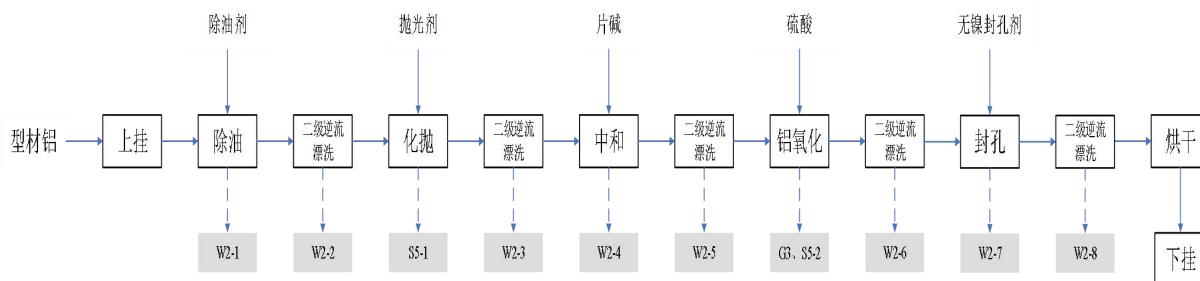 除油剂 抛光剂 片碱 硫酸 无镍封孔剂
型材铝 上挂 除油 二级逆流漂洗 化抛 二级逆流漂洗 中和 二级逆流漂洗 铝氧化 二级逆流漂洗 封孔 二级逆流漂洗 烘干
W2-1 W2-2 S5-1 W2-3 W2-4 W2-5 G3、S5-2 W2-6 W2-7 W2-8 下挂